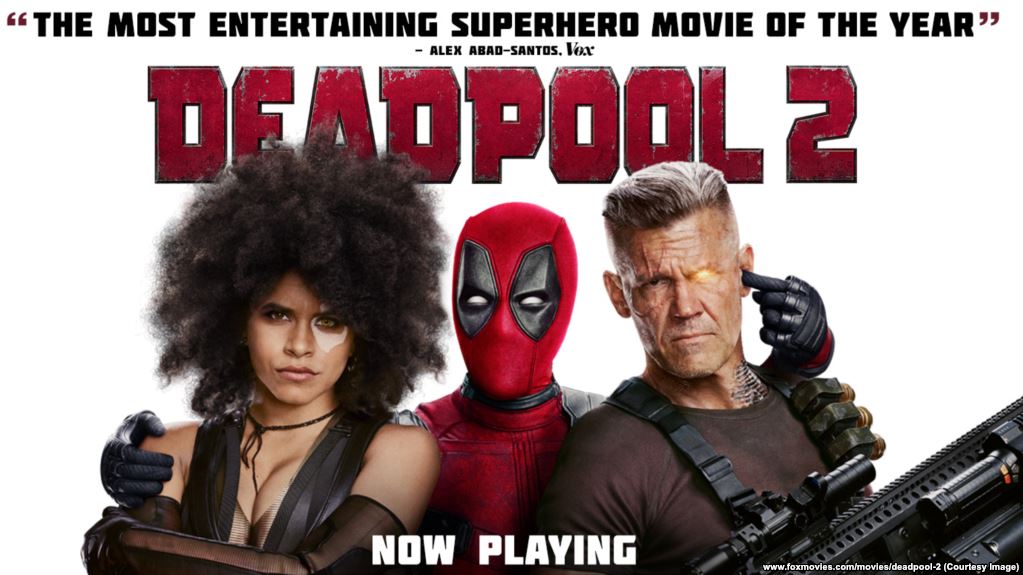 “THE MOST ENTERTAINING SUPERHERO MOVIE OF THE YEAR”
– ALEX ABAD-SANTOS, Vox
DEADPOOL 2
NOW PLAYING
www.foxmovies.com/movies/deadpool-2 (Courtesy Image)